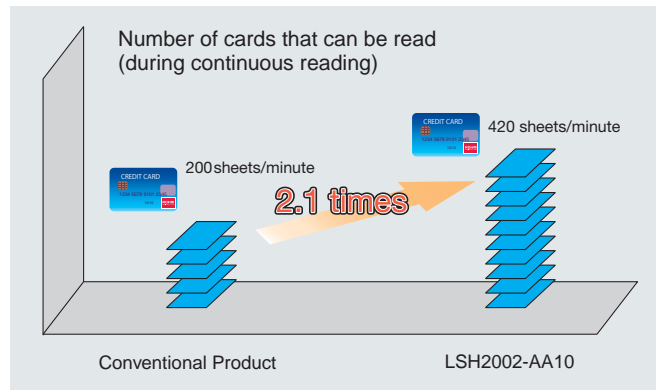 Number of cards that can be read
(during continuous reading)
CREDIT CARD
420 sheets/minute
CREDIT CARD
200sheets/minute
2.1 times
Conventional Product
LSH2002-AA10